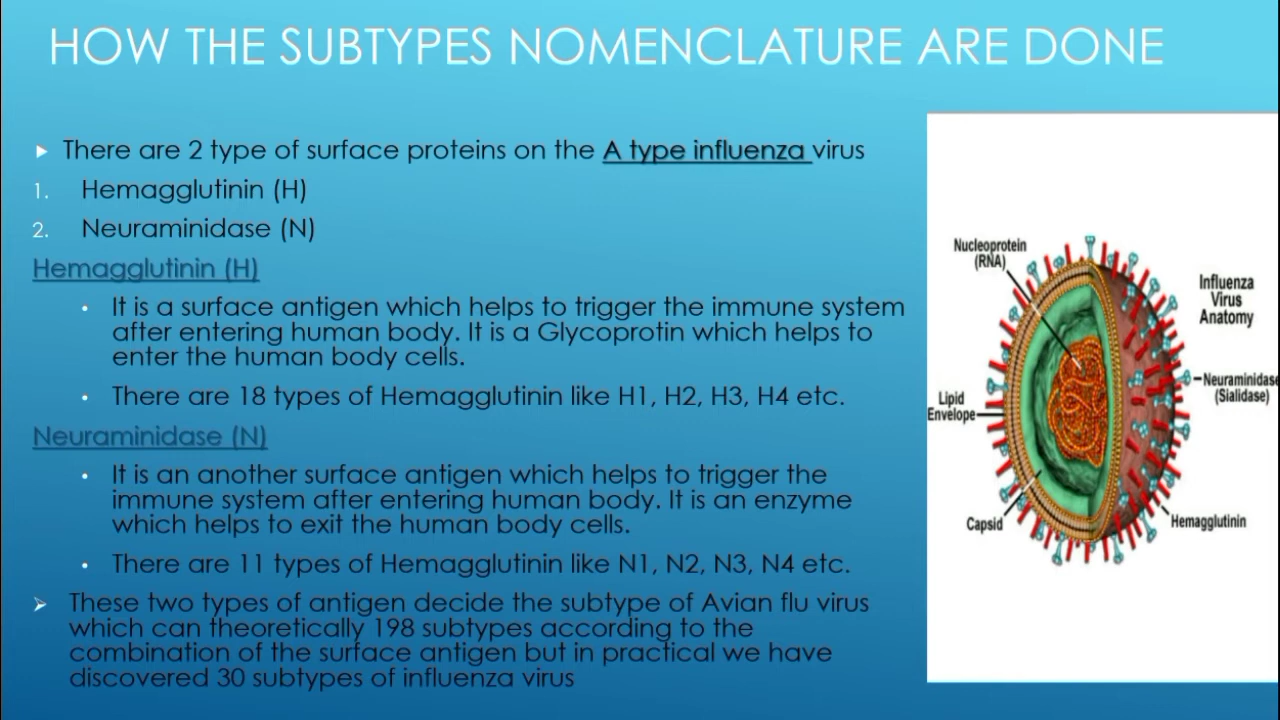 HOW THE SUBTYPES NOMENCLATURE ARE DONE
There are 2 type of surface proteins on the A type influenza virus
1. Hemagglutinin (H)
2. Neuraminidase (N)
Hemagglutinin (H)
• It is a surface antigen which helps to trigger the immune system
after entering human body. It is a Glycoprotin which helps to
enter the human body cells.
• There are 18 types of Hemagglutinin like H1, H2, H3, H4 etc.
Neuraminidase (N)
• It is an another surface antigen which helps to trigger the
immune system after entering human body. It is an enzyme
which helps to exit the human body cells.
• There are 11 types of Hemagglutinin like N1, N2, N3, N4 etc.
These two types of antigen decide the subtype of Avian flu virus
which can theoretically 198 subtypes according to the
combination of the surface antigen but in practical we have
discovered 30 subtypes of influenza virus
Nucleoprotein
(RNA)
Influenza
Virus
Anatomy
Neuraminidase
(Sialidase)
Lipid
Envelope
Capsid
Hemagglutinin